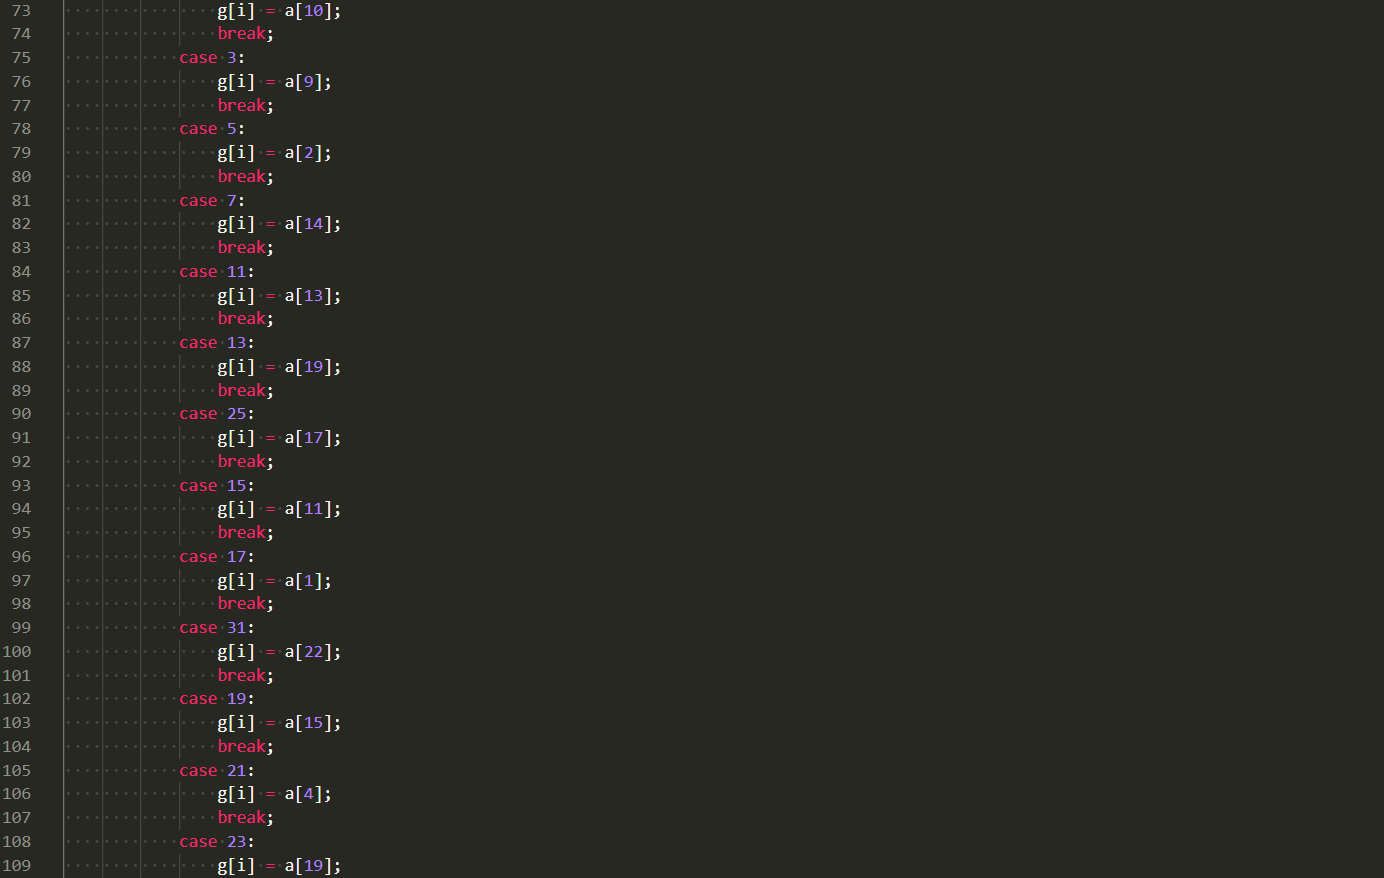 73 g[i] = a[10];
74 break;
75 case 3:
76 g[i] = a[9];
77 break;
78 case 5:
79 g[i] = a[2];
80 break;
81 case 7:
82 g[i] = a[14];
83 break;
84 case 11:
85 g[i] = a[13];
86 break;
87 case 13:
88 g[i] = a[19];
89 break;
90 case 25:
91 g[i] = a[17];
92 break;
93 case 15:
94 g[i] = a[11];
95 break;
96 case 17:
97 g[i] = a[1];
98 break;
99 case 31:
100 g[i] = a[22];
101 break;
102 case 19:
103 g[i] = a[15];
104 break;
105 case 21:
106 g[i] = a[4];
107 break;
108 case 23:
109 g[i] = a[19];